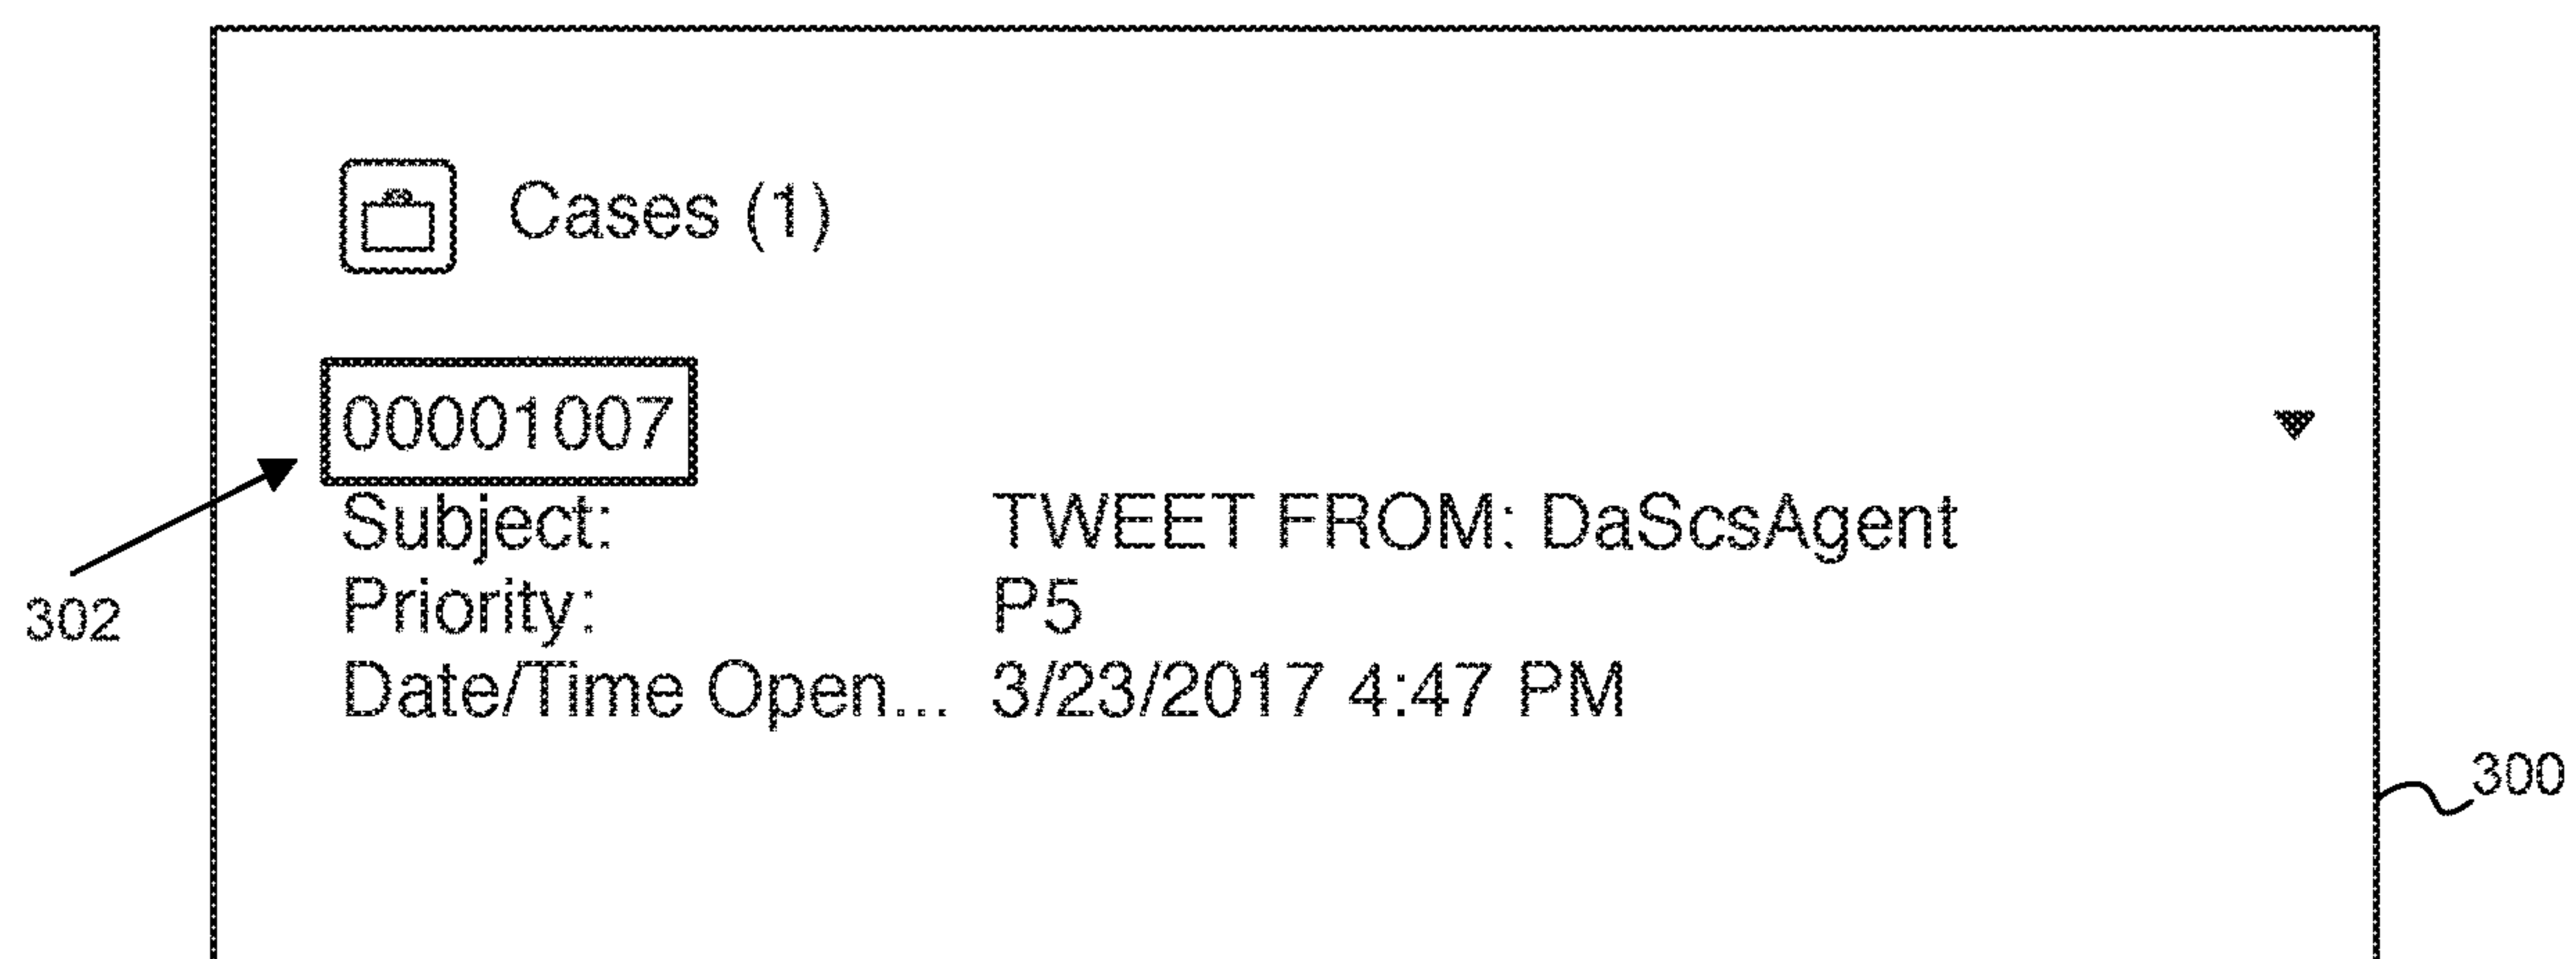 Cases (1)
00001007
Subject: TWEET FROM: DaScsAgent
302 Priority: P5
Date/Time Open... 3/23/2017 4:47 PM
300